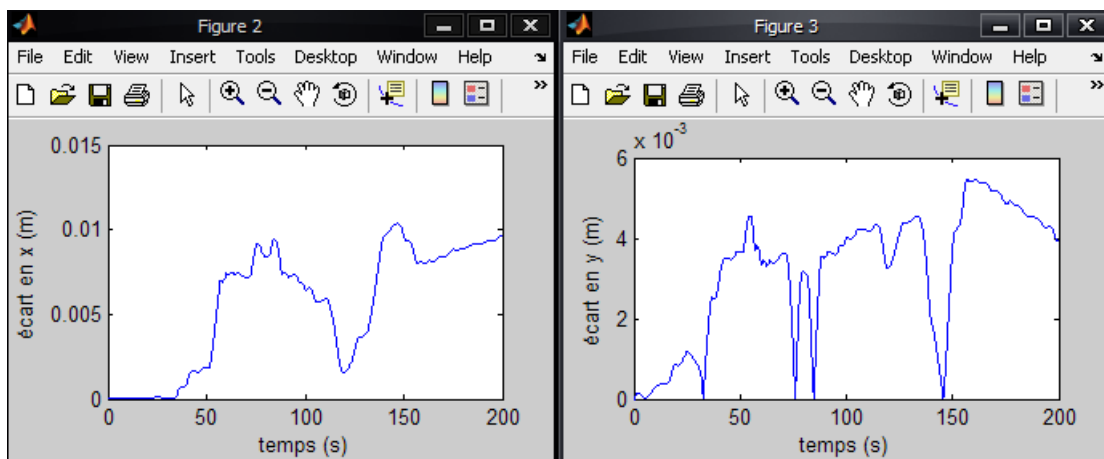 Figure 2
File Edit View Insert Tools Desktop Window Help
0.015
0.01
0.005
0
0 50 100 150 200
écart en x (m)
temps (s)
Figure 3
File Edit View Insert Tools Desktop Window Help
x 10⁻³
6
4
2
0
0 50 100 150 200
écart en y (m)
temps (s)